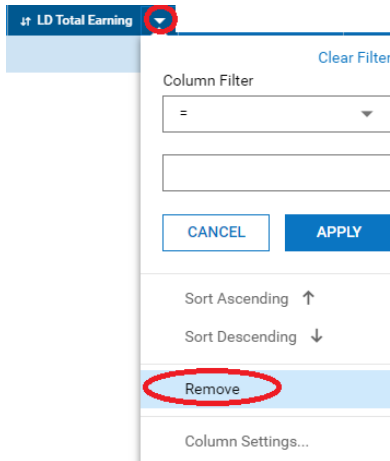 LD Total Earning
Clear Filter
Column Filter
=
CANCEL APPLY
Sort Ascending ↑
Sort Descending ↓
Remove
Column Settings...